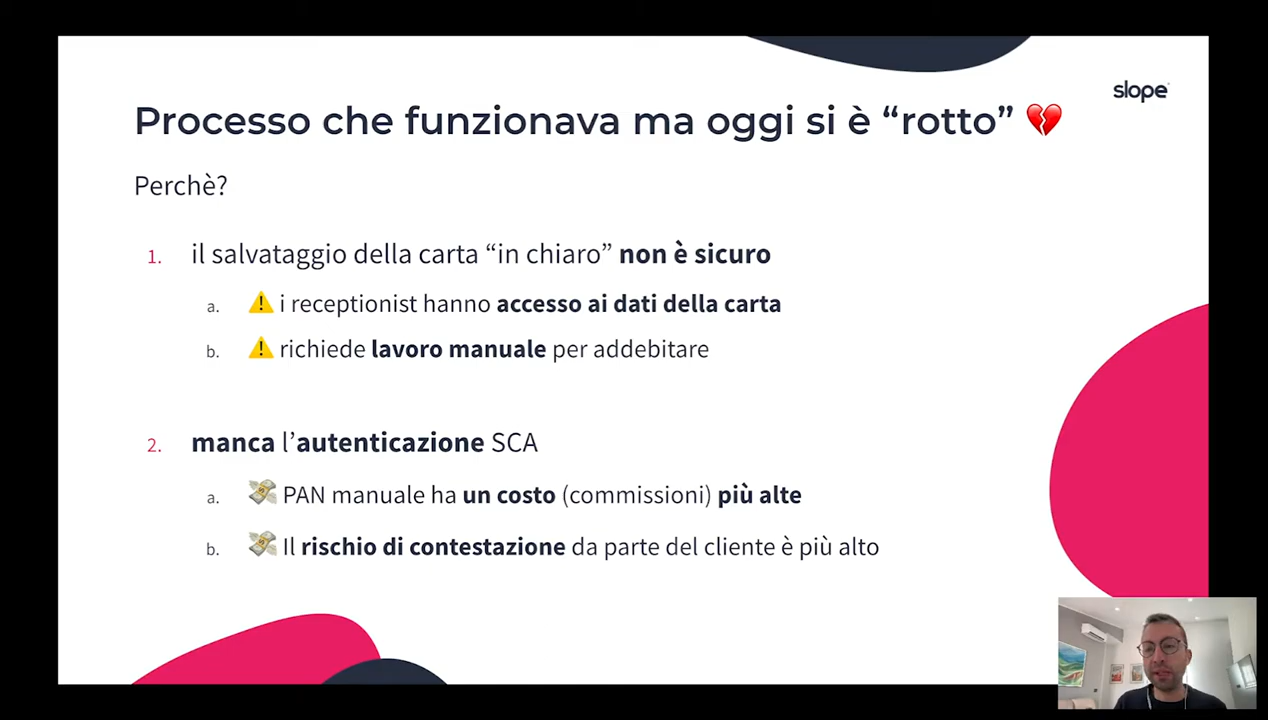 slope
Processo che funzionava ma oggi si è “rotto” 💔
Perchè?
1. il salvataggio della carta “in chiaro” non è sicuro
a. ⚠️ i receptionist hanno accesso ai dati della carta
b. ⚠️ richiede lavoro manuale per addebitare
2. manca l’autenticazione SCA
a. 💸 PAN manuale ha un costo (commissioni) più alte
b. 💸 Il rischio di contestazione da parte del cliente è più alto